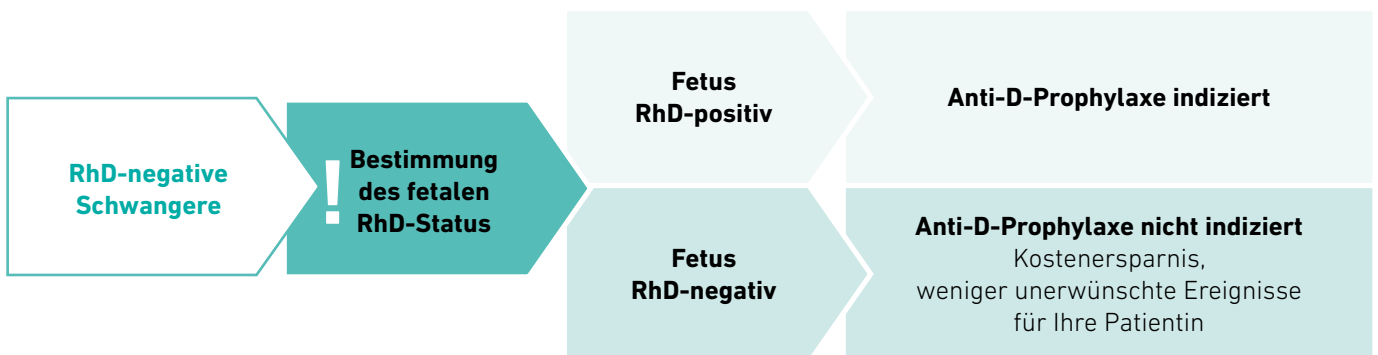 RhD-negative
Schwangere
!
Bestimmung
des fetalen
RhD-Status
Fetus
RhD-positiv
Anti-D-Prophylaxe indiziert
Fetus
RhD-negativ
Anti-D-Prophylaxe nicht indiziert
Kostenersparnis,
weniger unerwünschte Ereignisse
für Ihre Patientin